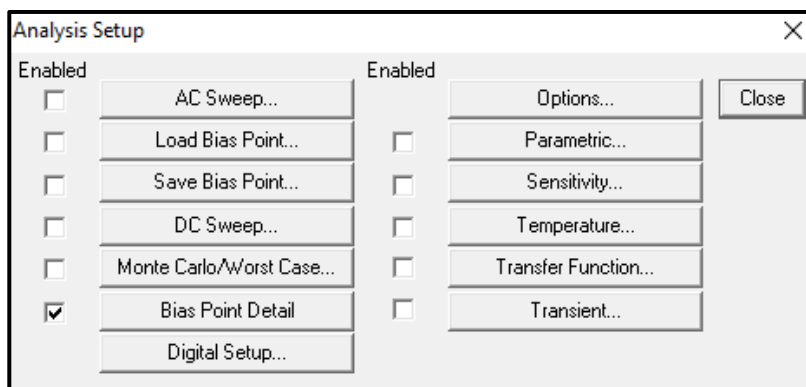 Analysis Setup
Enabled
AC Sweep...
Load Bias Point...
Save Bias Point...
DC Sweep...
Monte Carlo/Worst Case...
Bias Point Detail
Digital Setup...
Enabled
Options...
Parametric...
Sensitivity...
Temperature...
Transfer Function...
Transient...
Close